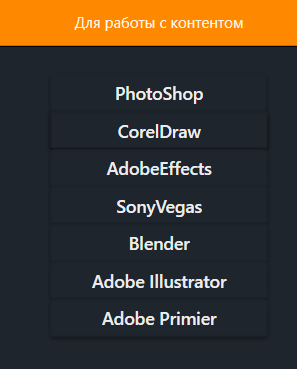 Для работы с контентом
PhotoShop
CorelDraw
AdobeEffects
SonyVegas
Blender
Adobe Illustrator
Adobe Primier